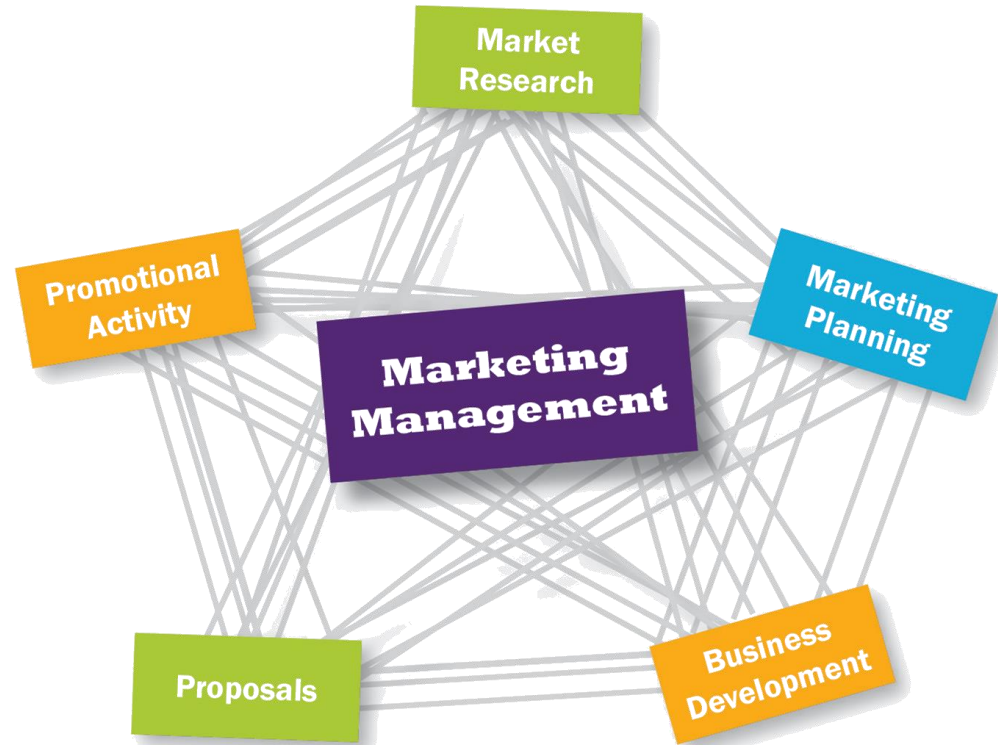 Market
Research
Promotional
Activity
Marketing
Planning
Marketing
Management
Proposals
Business
Development